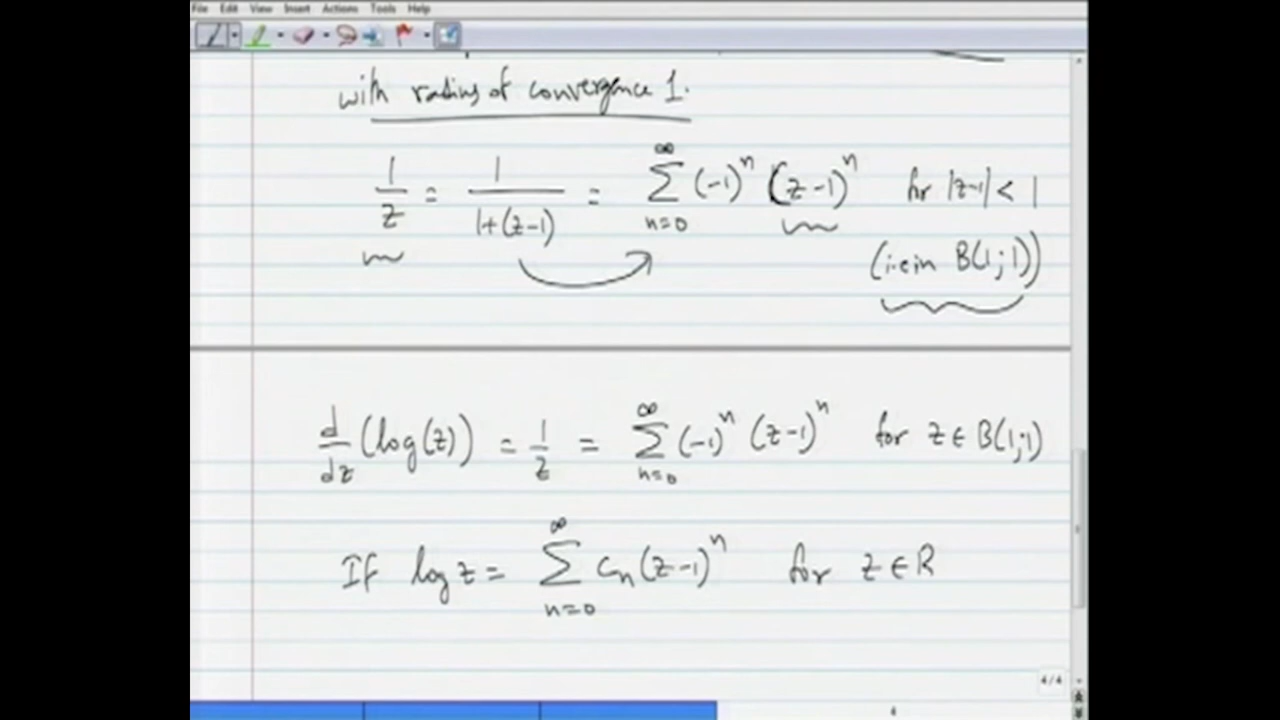 File Edit View Insert Actions Tools Help
with radius of convergence 1.
1/z = 1/(1+(z-1)) = ∑_{n=0}^{∞} (-1)^n (z-1)^n for |z-1| < 1
(i.e in B(1;1))
d/dz (log(z)) = 1/z = ∑_{n=0}^{∞} (-1)^n (z-1)^n for z ∈ B(1;1)
If log z = ∑_{n=0}^{∞} c_n (z-1)^n for z ∈ R
4/4
4